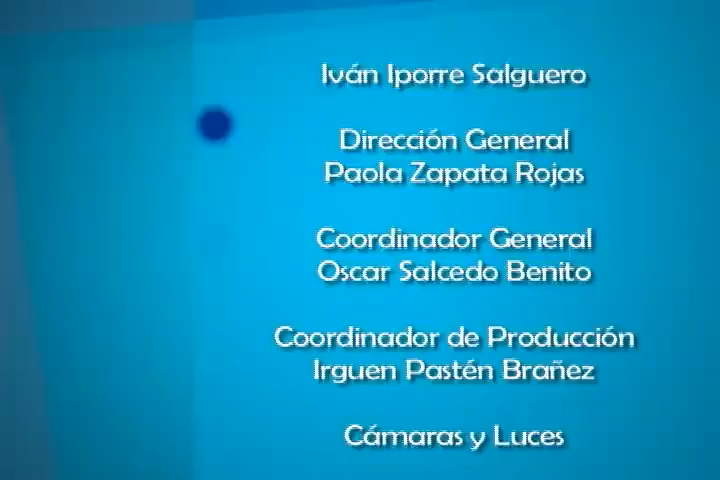 Iván Iporre Salguero
Dirección General
Paola Zapata Rojas
Coordinador General
Oscar Salcedo Benito
Coordinador de Producción
Irguen Pastén Brañez
Cámaras y Luces